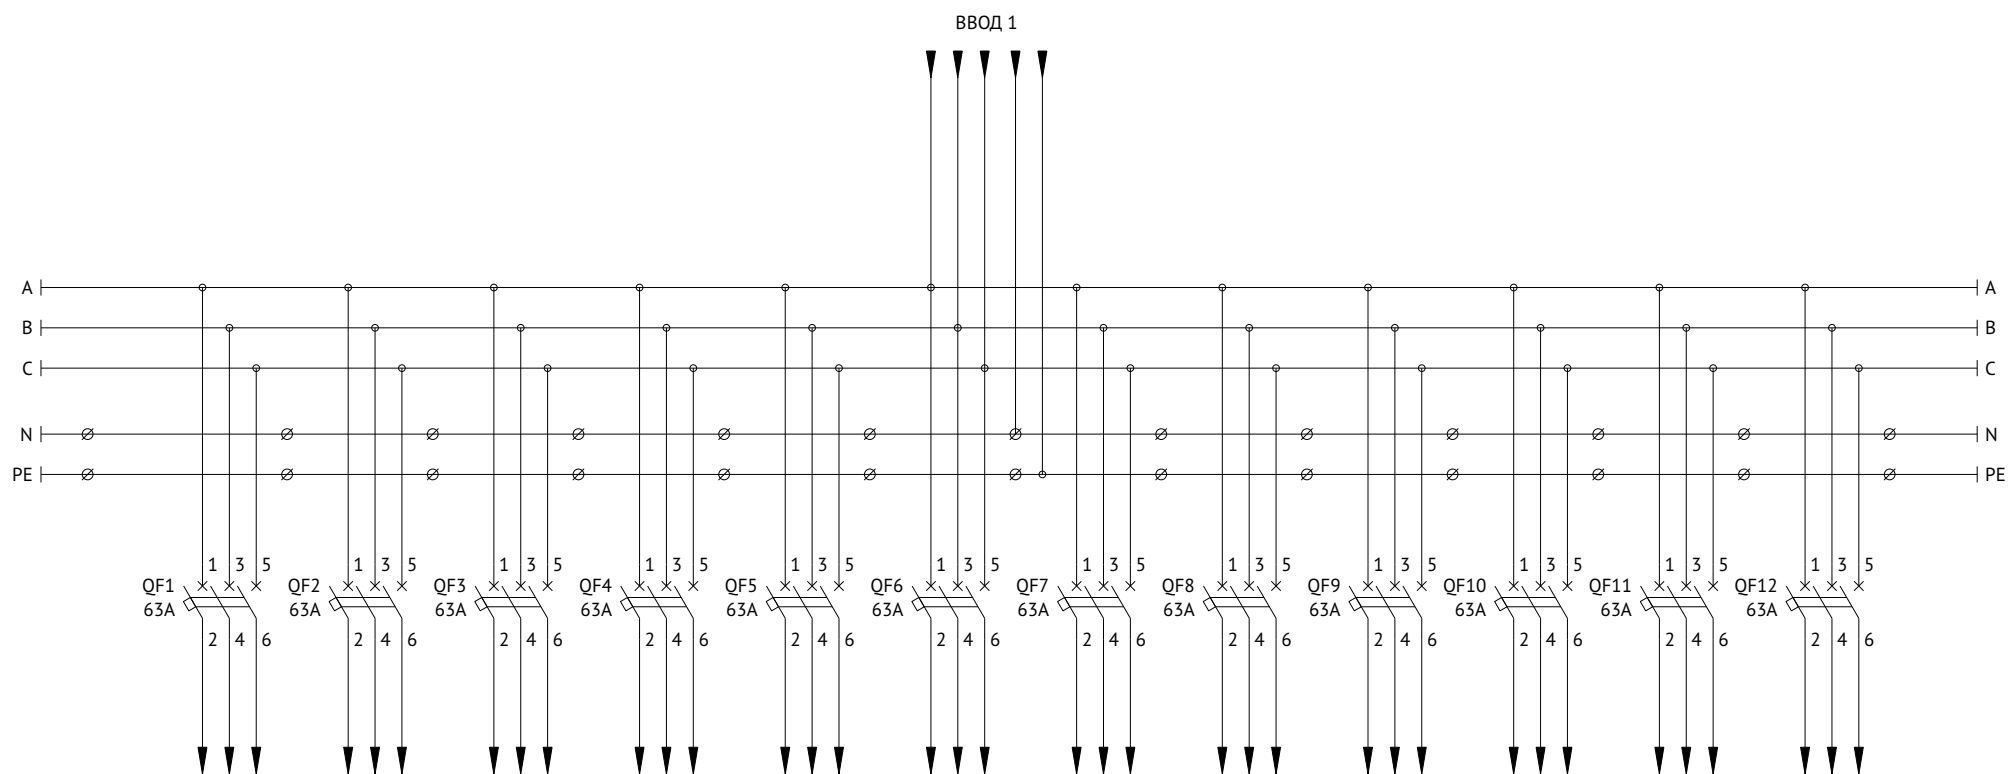 ВВОД 1
A A
B B
C C
N N
PE PE
1 3 5 1 3 5 1 3 5 1 3 5 1 3 5 1 3 5 1 3 5 1 3 5 1 3 5 1 3 5 1 3 5 1 3 5
QF1 QF2 QF3 QF4 QF5 QF6 QF7 QF8 QF9 QF10 QF11 QF12
63A 63A 63A 63A 63A 63A 63A 63A 63A 63A 63A 63A
2 4 6 2 4 6 2 4 6 2 4 6 2 4 6 2 4 6 2 4 6 2 4 6 2 4 6 2 4 6 2 4 6 2 4 6